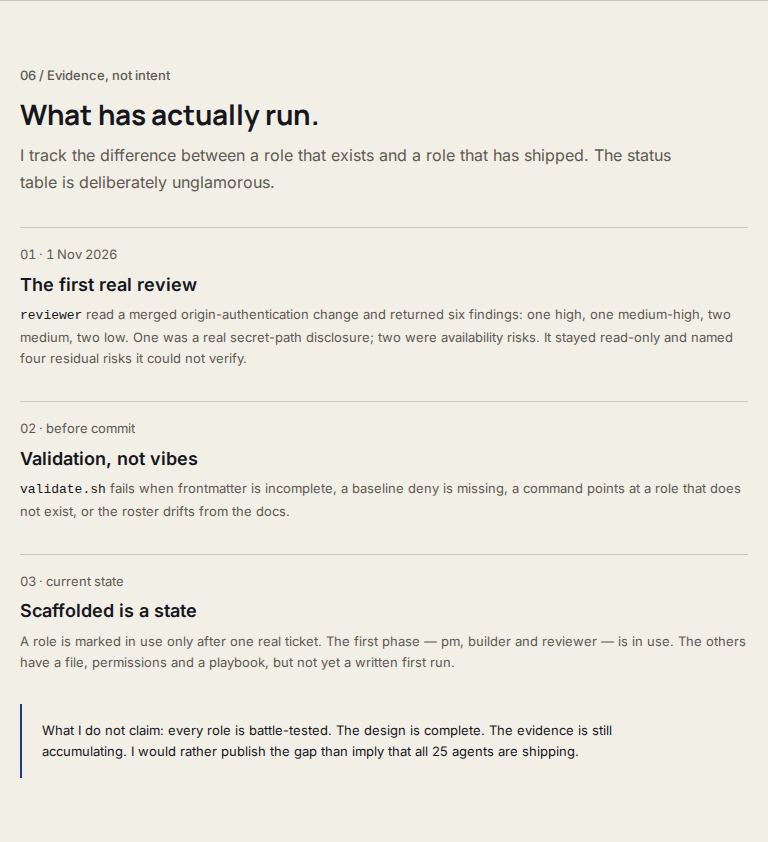 06 / Evidence, not intent
What has actually run.
I track the difference between a role that exists and a role that has shipped. The status
table is deliberately unglamorous.
01 · 1 Nov 2026
The first real review
reviewer read a merged origin-authentication change and returned six findings: one high, one medium-high, two
medium, two low. One was a real secret-path disclosure; two were availability risks. It stayed read-only and named
four residual risks it could not verify.
02 · before commit
Validation, not vibes
validate.sh fails when frontmatter is incomplete, a baseline deny is missing, a command points at a role that does
not exist, or the roster drifts from the docs.
03 · current state
Scaffolded is a state
A role is marked in use only after one real ticket. The first phase — pm, builder and reviewer — is in use. The others
have a file, permissions and a playbook, but not yet a written first run.
What I do not claim: every role is battle-tested. The design is complete. The evidence is still
accumulating. I would rather publish the gap than imply that all 25 agents are shipping.